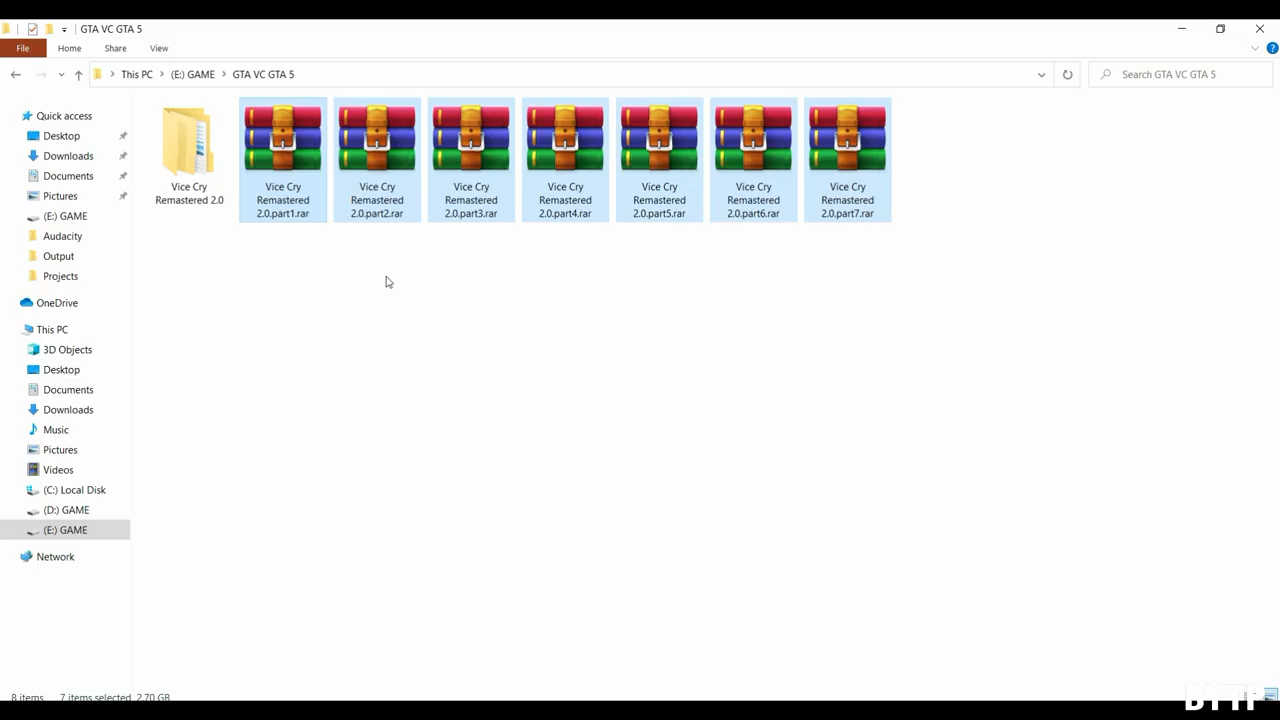 GTA VC GTA 5
File Home Share View
This PC (E:) GAME GTA VC GTA 5 Search GTA VC GTA 5
Quick access
Desktop
Downloads
Documents
Pictures
(E:) GAME
Audacity
Output
Projects
OneDrive
This PC
3D Objects
Desktop
Documents
Downloads
Music
Pictures
Videos
(C:) Local Disk
(D:) GAME
(E:) GAME
Network
Vice Cry
Remastered 2.0
Vice Cry
Remastered
2.0.part1.rar
Vice Cry
Remastered
2.0.part2.rar
Vice Cry
Remastered
2.0.part3.rar
Vice Cry
Remastered
2.0.part4.rar
Vice Cry
Remastered
2.0.part5.rar
Vice Cry
Remastered
2.0.part6.rar
Vice Cry
Remastered
2.0.part7.rar
8 items 7 items selected 2.70 GB